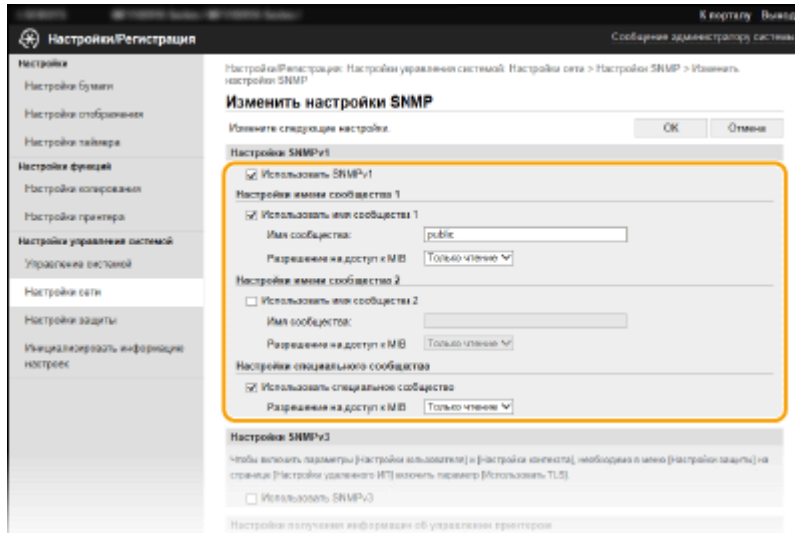 К порталу Выход
Настройки/Регистрация
Сообщение администратору системы
Настройки
Настройки бумаги
Настройки отображения
Настройки таймера
Настройки функций
Настройки копирования
Настройки принтера
Настройки управления системой
Управление системой
Настройки сети
Настройки защиты
Инициализировать информацию
настроек
Настройки/Регистрация: Настройки управления системой: Настройки сети > Настройки SNMP > Изменить
настройки SNMP
Изменить настройки SNMP
Измените следующие настройки.
OK Отмена
Настройки SNMPv1
Использовать SNMPv1
Настройки имени сообщества 1
Использовать имя сообщества 1
Имя сообщества: public
Разрешение на доступ к MIB Только чтение
Настройки имени сообщества 2
Использовать имя сообщества 2
Имя сообщества:
Разрешение на доступ к MIB Только чтение
Настройки специального сообщества
Использовать специальное сообщество
Разрешение на доступ к MIB Только чтение
Настройки SNMPv3
Чтобы включить параметры [Настройки пользователя] и [Настройки контекста], необходимо в меню [Настройки защиты] на
странице [Настройки удаленного ИП] включить параметр [Использовать TLS].
Использовать SNMPv3
Настройки получения информации об управлении принтером